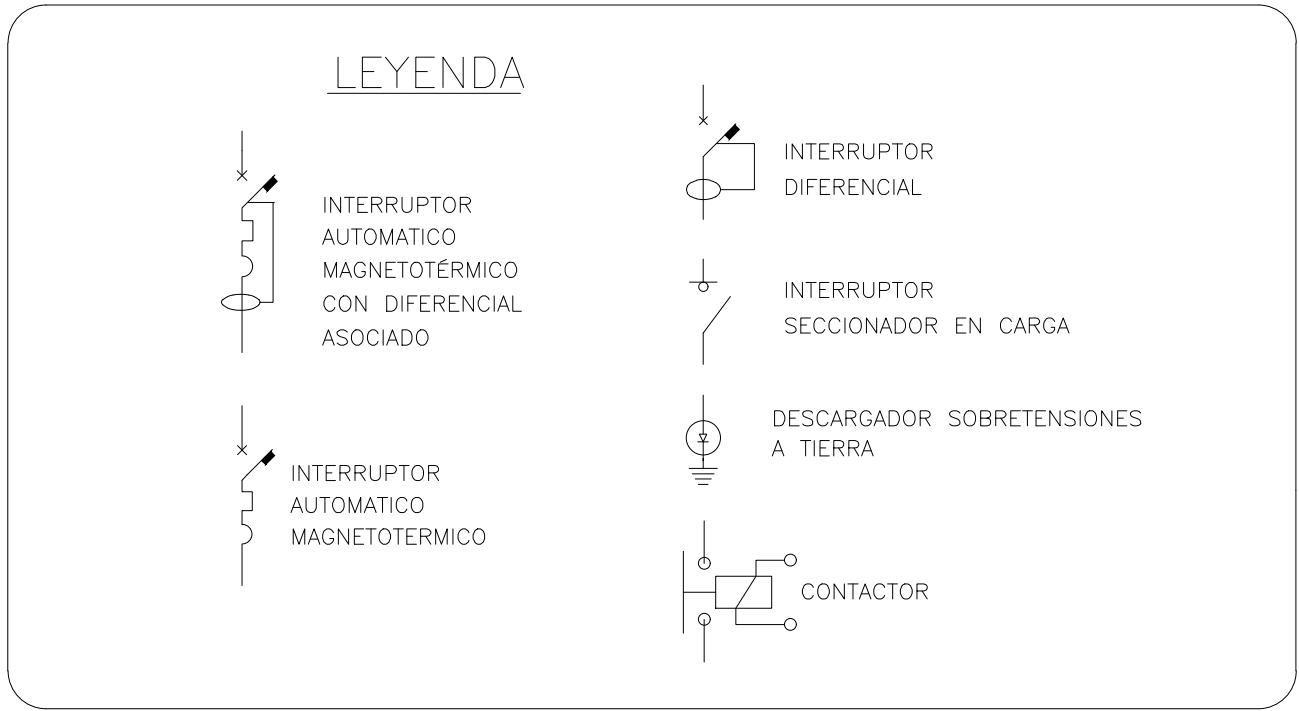 LEYENDA
INTERRUPTOR
AUTOMATICO
MAGNETOTÉRMICO
CON DIFERENCIAL
ASOCIADO
INTERRUPTOR
AUTOMATICO
MAGNETOTERMICO
INTERRUPTOR
DIFERENCIAL
INTERRUPTOR
SECCIONADOR EN CARGA
DESCARGADOR SOBRETENSIONES
A TIERRA
CONTACTOR